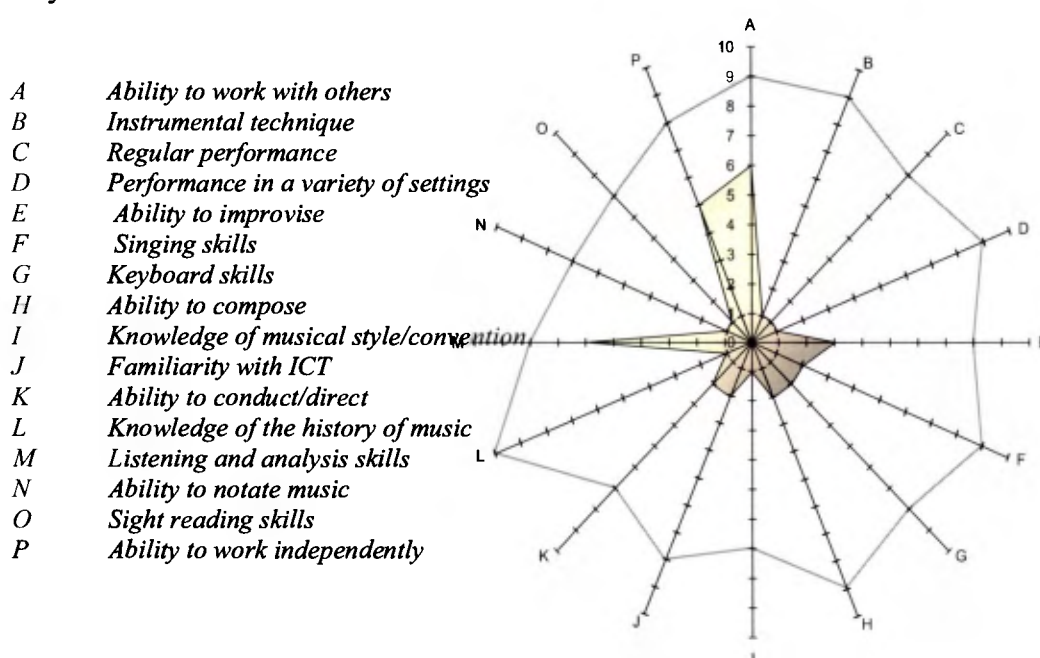 A Ability to work with others
B Instrumental technique
C Regular performance
D Performance in a variety of settings
E Ability to improvise
F Singing skills
G Keyboard skills
H Ability to compose
I Knowledge of musical style/convention
J Familiarity with ICT
K Ability to conduct/direct
L Knowledge of the history of music
M Listening and analysis skills
N Ability to notate music
O Sight reading skills
P Ability to work independently
A
10
9
8
7
6
5
4
3
2
0
B
C
D
F
G
H
J
K
L
N
O
P